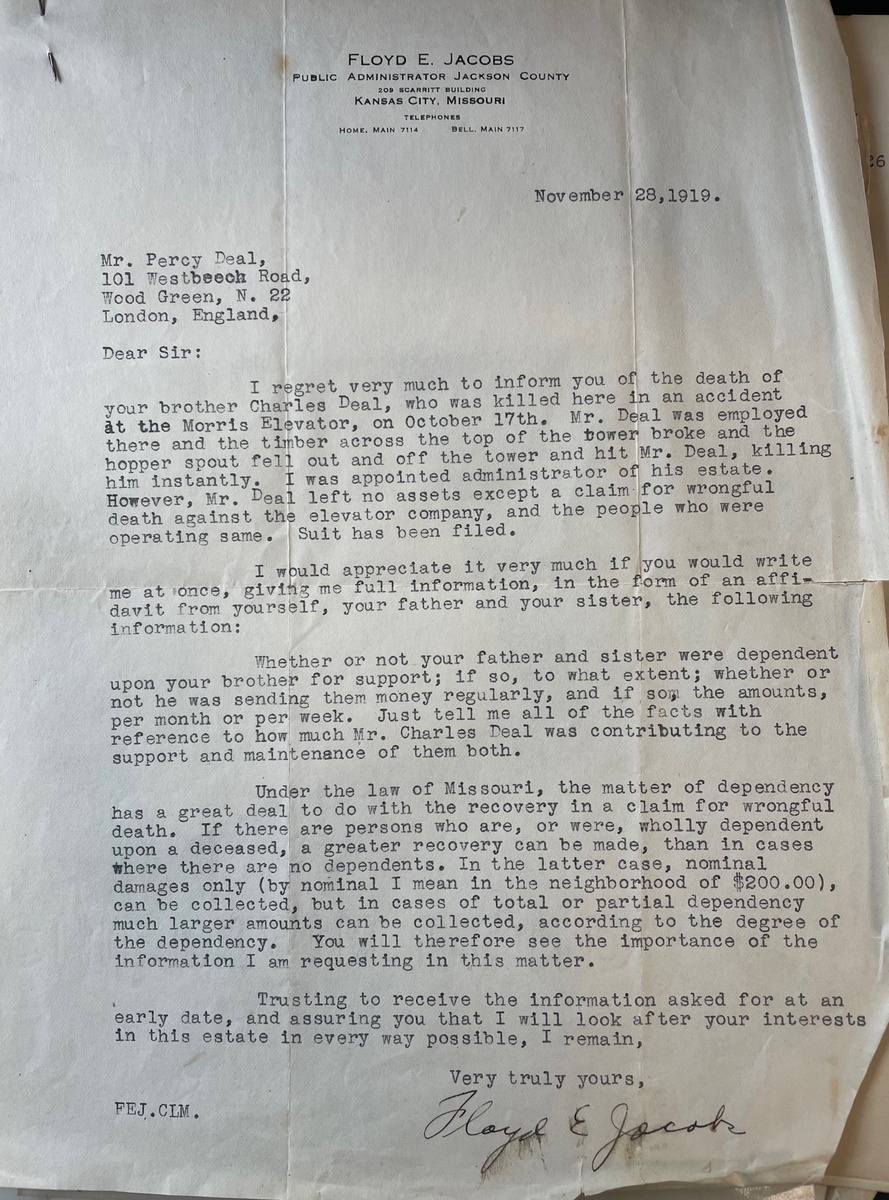 FLOYD E. JACOBS
PUBLIC ADMINISTRATOR JACKSON COUNTY
209 SCARRITT BUILDING
KANSAS CITY, MISSOURI
TELEPHONES
HOME, MAIN 7114 BELL, MAIN 7117
November 28,1919.
Mr. Percy Deal,
101 Westbeech Road,
Wood Green, N. 22
London, England,
Dear Sir:
I regret very much to inform you of the death of
your brother Charles Deal, who was killed here in an accident
at the Morris Elevator, on October 17th. Mr. Deal was employed
there and the timber across the top of the tower broke and the
hopper spout fell out and off the tower and hit Mr. Deal, killing
him instantly. I was appointed administrator of his estate.
However, Mr. Deal left no assets except a claim for wrongful
death against the elevator company, and the people who were
operating same. Suit has been filed.
I would appreciate it very much if you would write
me at once, giving me full information, in the form of an affi-
davit from yourself, your father and your sister, the following
information:
Whether or not your father and sister were dependent
upon your brother for support; if so, to what extent; whether or
not he was sending them money regularly, and if so, the amounts,
per month or per week. Just tell me all of the facts with
reference to how much Mr. Charles Deal was contributing to the
support and maintenance of them both.
Under the law of Missouri, the matter of dependency
has a great deal to do with the recovery in a claim for wrongful
death. If there are persons who are, or were, wholly dependent
upon a deceased, a greater recovery can be made, than in cases
where there are no dependents. In the latter case, nominal
damages only (by nominal I mean in the neighborhood of $200.00),
can be collected, but in cases of total or partial dependency
much larger amounts can be collected, according to the degree of
the dependency. You will therefore see the importance of the
information I am requesting in this matter.
Trusting to receive the information asked for at an
early date, and assuring you that I will look after your interests
in this estate in every way possible, I remain,
Very truly yours,
FEJ.CLM.
Floyd E Jacobs
26